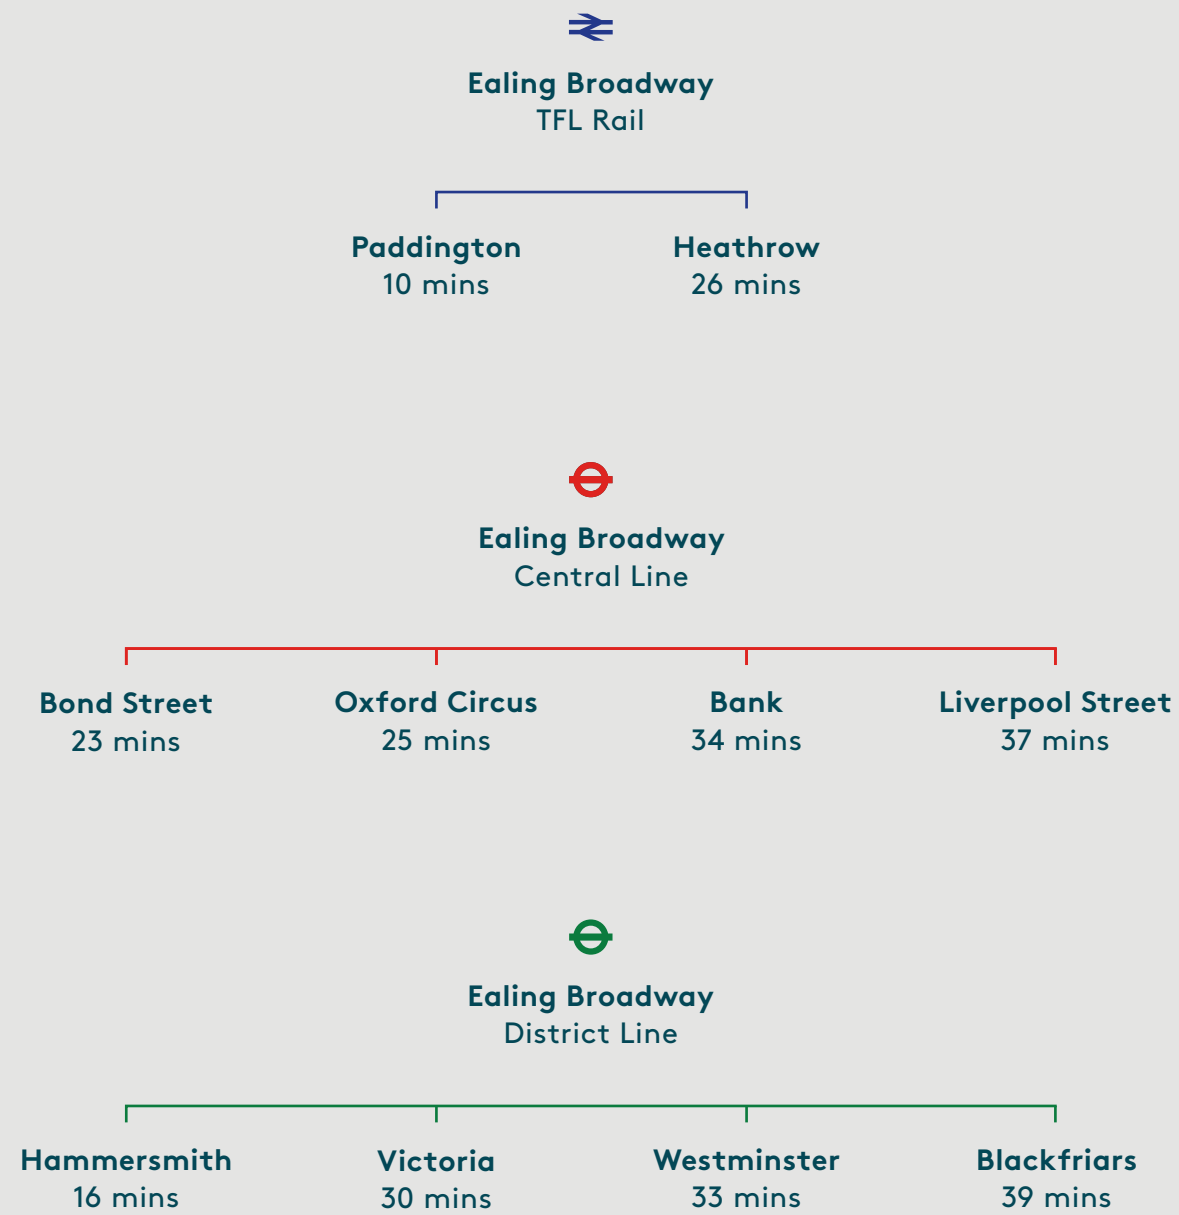 Ealing Broadway
TFL Rail
Paddington
10 mins
Heathrow
26 mins
Ealing Broadway
Central Line
Bond Street
23 mins
Oxford Circus
25 mins
Bank
34 mins
Liverpool Street
37 mins
Ealing Broadway
District Line
Hammersmith
16 mins
Victoria
30 mins
Westminster
33 mins
Blackfriars
39 mins